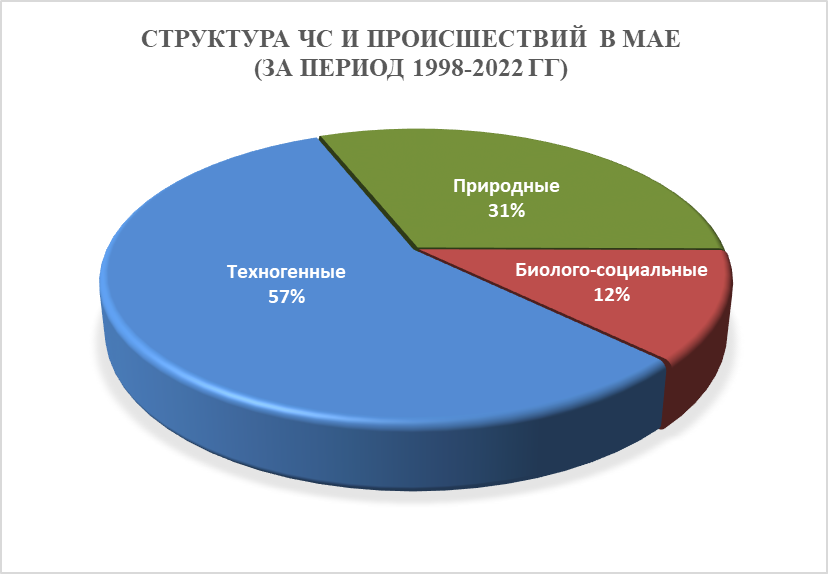 СТРУКТУРА ЧС И ПРОИСШЕСТВИЙ В МАЕ
(ЗА ПЕРИОД 1998-2022 ГГ)
Природные
31%
Техногенные
57%
Биолого-социальные
12%